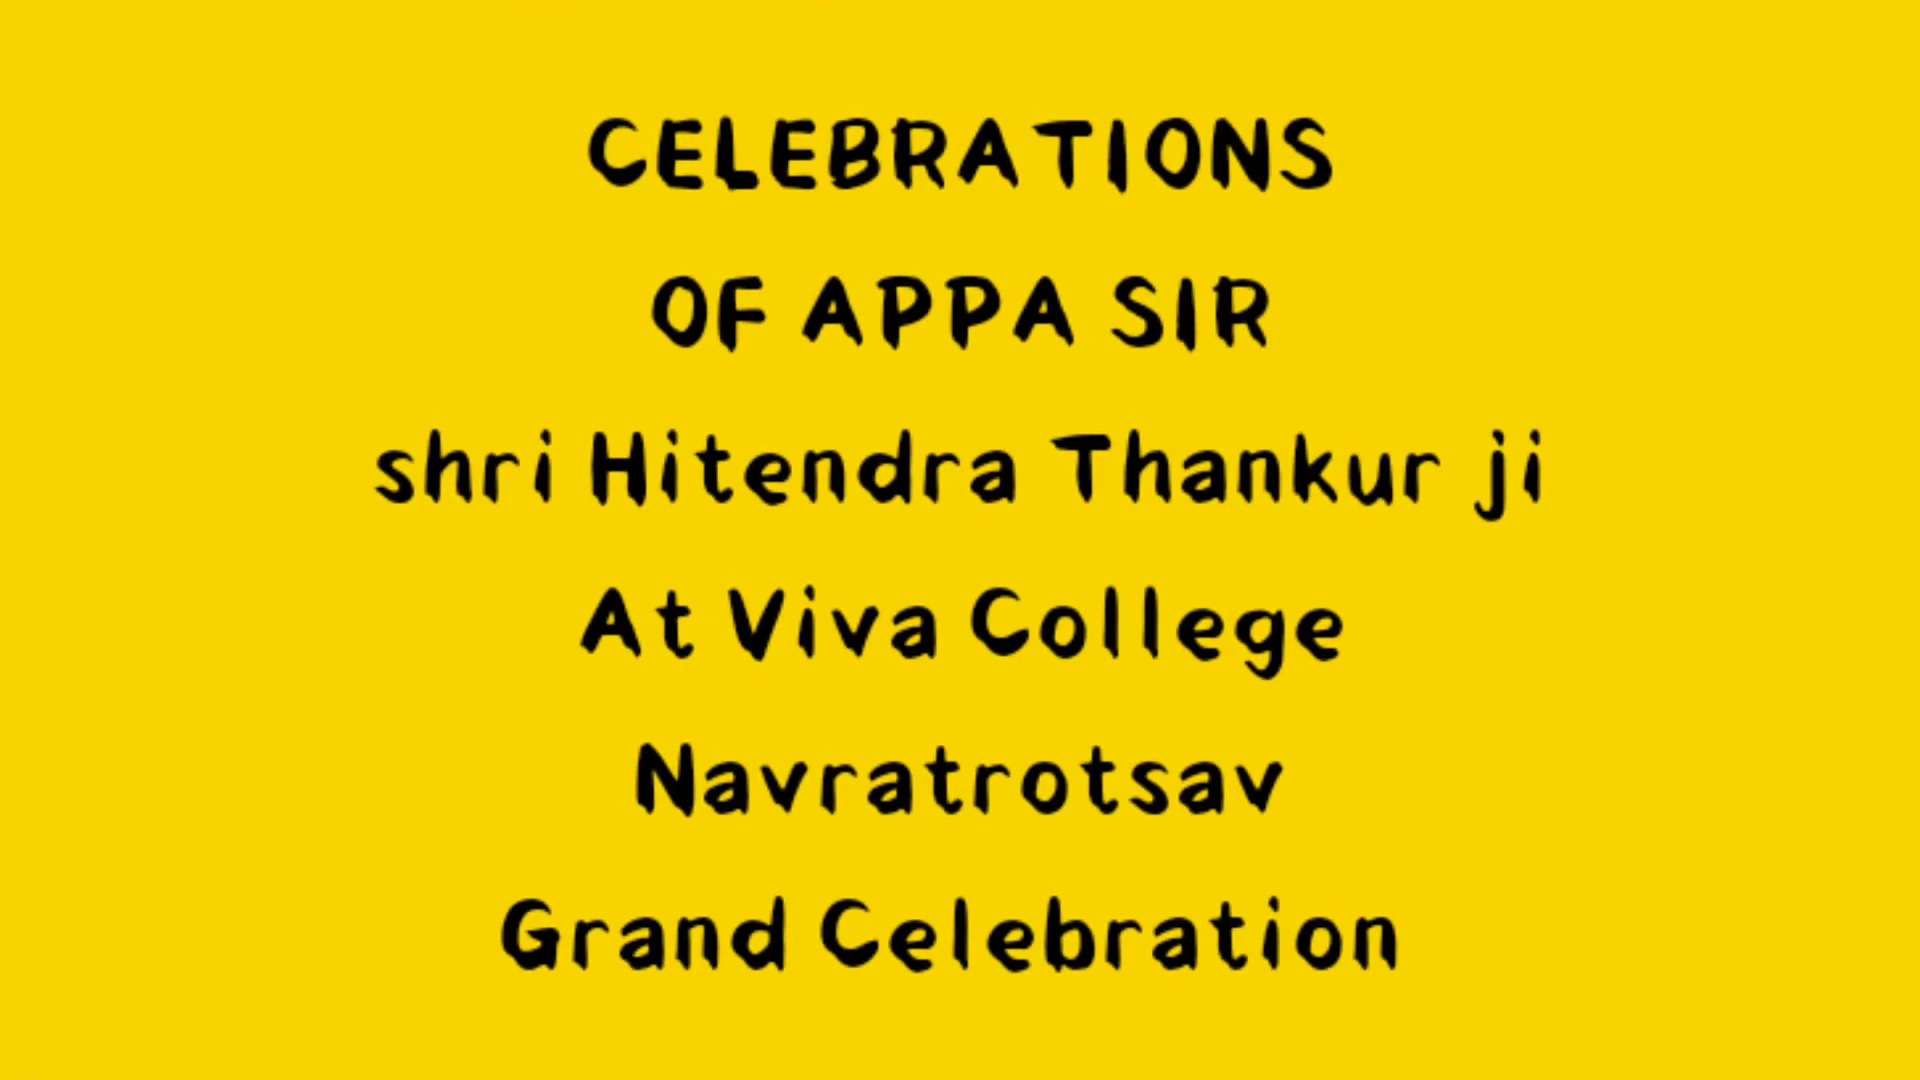 CELEBRATIONS
OF APPA SIR
shri Hitendra Thankur ji
At Viva College
Navratrotsav
Grand Celebration